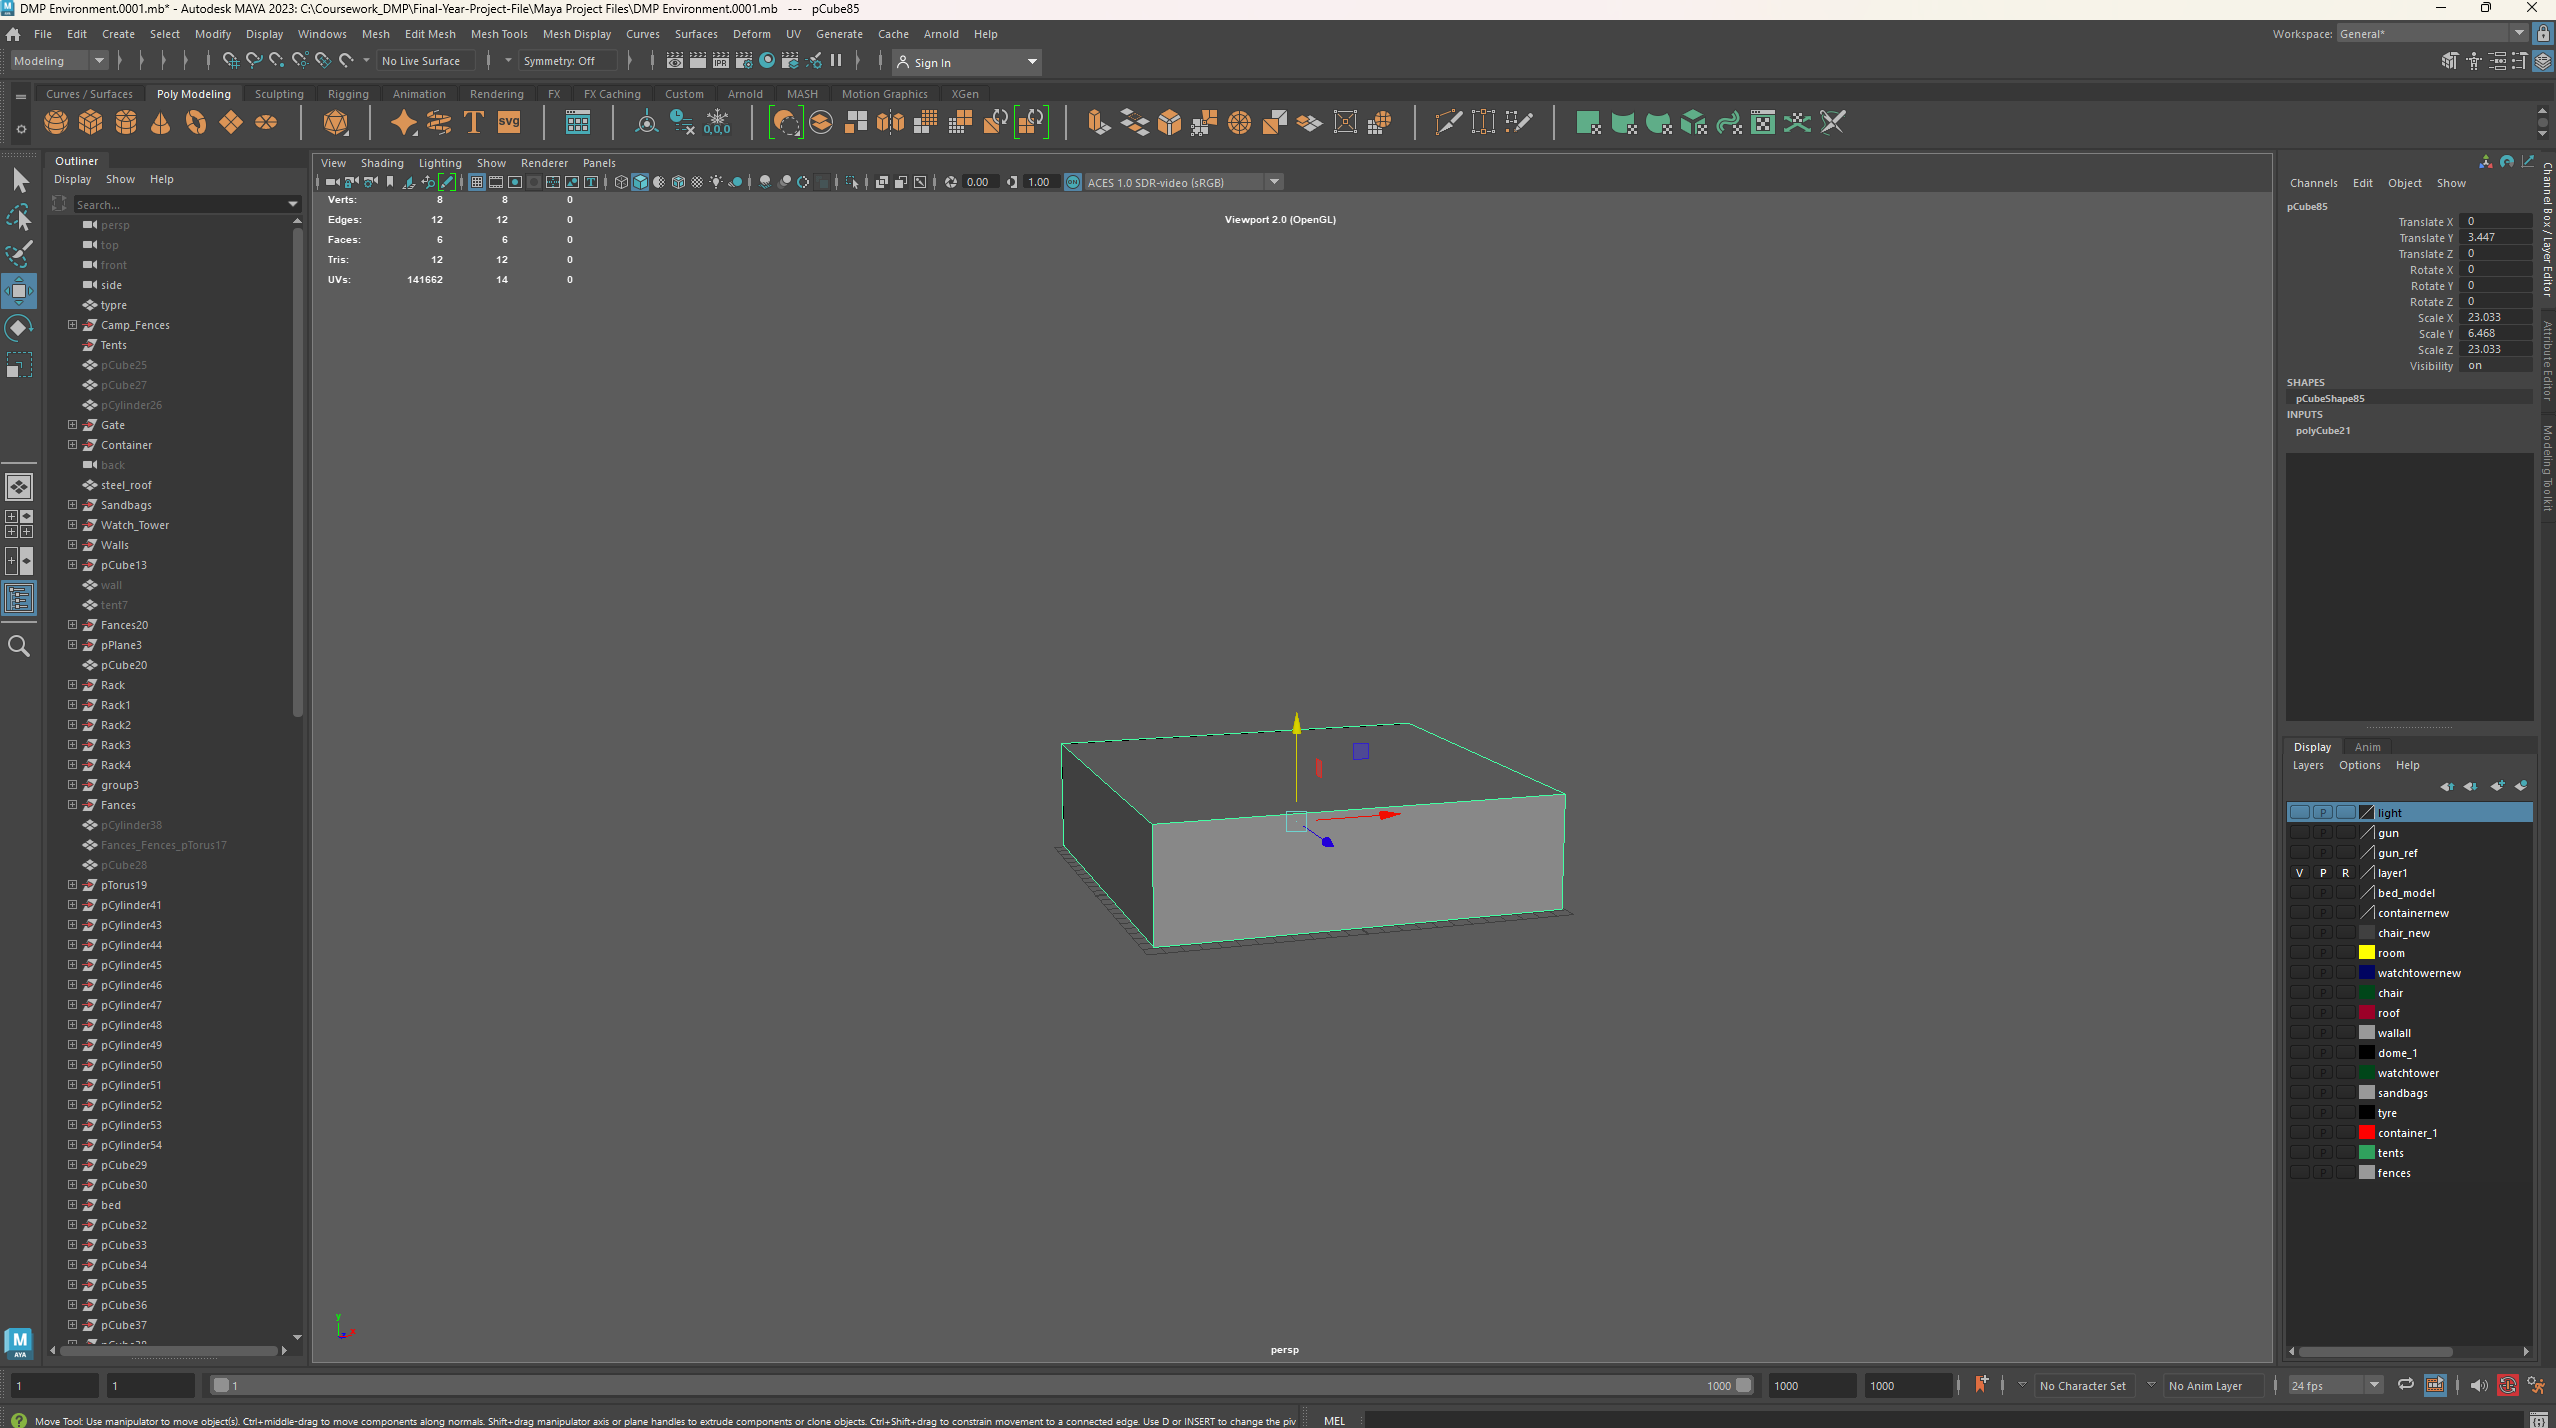 DMP Environment.0001.mb* - Autodesk MAYA 2023: C:\Coursework_DMP\Final-Year-Project-File\Maya Project Files\DMP Environment.0001.mb --- pCube85
File Edit Create Select Modify Display Windows Mesh Edit Mesh Mesh Tools Mesh Display Curves Surfaces Deform UV Generate Cache Arnold Help
Workspace: General*
Modeling No Live Surface Symmetry: Off IPR Sign In
Curves / Surfaces Poly Modeling Sculpting Rigging Animation Rendering FX FX Caching Custom Arnold MASH Motion Graphics XGen
T svg 0,0,0
Outliner
Display Show Help
Search...
persp
top
front
side
typre
Camp_Fences
Tents
pCube25
pCube27
pCylinder26
Gate
Container
back
steel_roof
Sandbags
Watch_Tower
Walls
pCube13
wall
tent7
Fances20
pPlane3
pCube20
Rack
Rack1
Rack2
Rack3
Rack4
group3
Fances
pCylinder38
Fances_Fences_pTorus17
pCube28
pTorus19
pCylinder41
pCylinder43
pCylinder44
pCylinder45
pCylinder46
pCylinder47
pCylinder48
pCylinder49
pCylinder50
pCylinder51
pCylinder52
pCylinder53
pCylinder54
pCube29
pCube30
bed
pCube32
pCube33
pCube34
pCube35
pCube36
pCube37
View Shading Lighting Show Renderer Panels
0.00 1.00 ON ACES 1.0 SDR-video (sRGB)
Verts: 8 8 0
Edges: 12 12 0
Faces: 6 6 0
Tris: 12 12 0
UVs: 141662 14 0
Viewport 2.0 (OpenGL)
y
persp
Channels Edit Object Show
pCube85
Translate X 0
Translate Y 3.447
Translate Z 0
Rotate X 0
Rotate Y 0
Rotate Z 0
Scale X 23.033
Scale Y 6.468
Scale Z 23.033
Visibility on
SHAPES
pCubeShape85
INPUTS
polyCube21
Channel Box / Layer Editor
Attribute Editor
Modeling Toolkit
Display Anim
Layers Options Help
P light
P gun
P gun_ref
V P R layer1
P bed_model
P containernew
P chair_new
P room
P watchtowernew
P chair
P roof
P wallall
P dome_1
P watchtower
P sandbags
P tyre
P container_1
P tents
P fences
M
AYA
1 1 1 1000 1000 1000 No Character Set No Anim Layer 24 fps
Move Tool: Use manipulator to move object(s). Ctrl+middle-drag to move components along normals. Shift+drag manipulator axis or plane handles to extrude components or clone objects. Ctrl+Shift+drag to constrain movement to a connected edge. Use D or INSERT to change the piv
MEL